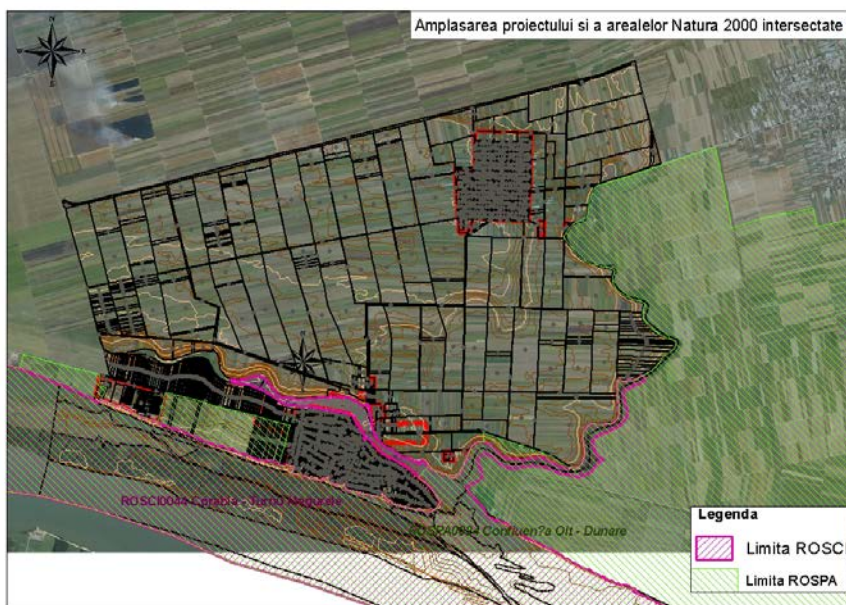 Amplasarea proiectului si a arealelor Natura 2000 intersectate
N
ROSCI0044 Corabia - Turnu Magurele
Confluen?a Olt - Dunare
Legenda
Limita ROSCI
Limita ROSPA